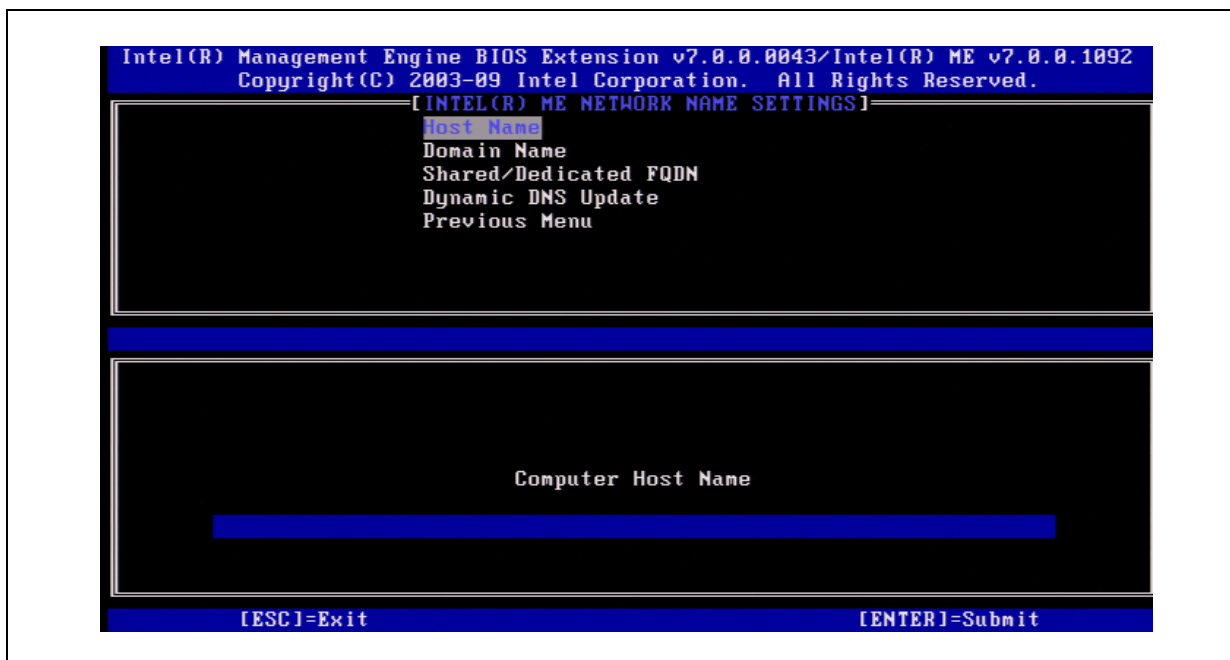 Intel(R) Management Engine BIOS Extension v7.0.0.0043/Intel(R) ME v7.0.0.1092
Copyright(C) 2003-09 Intel Corporation. All Rights Reserved.
[INTEL(R) ME NETWORK NAME SETTINGS]
Host Name
Domain Name
Shared/Dedicated FQDN
Dynamic DNS Update
Previous Menu
Computer Host Name
[ESC]=Exit [ENTER]=Submit